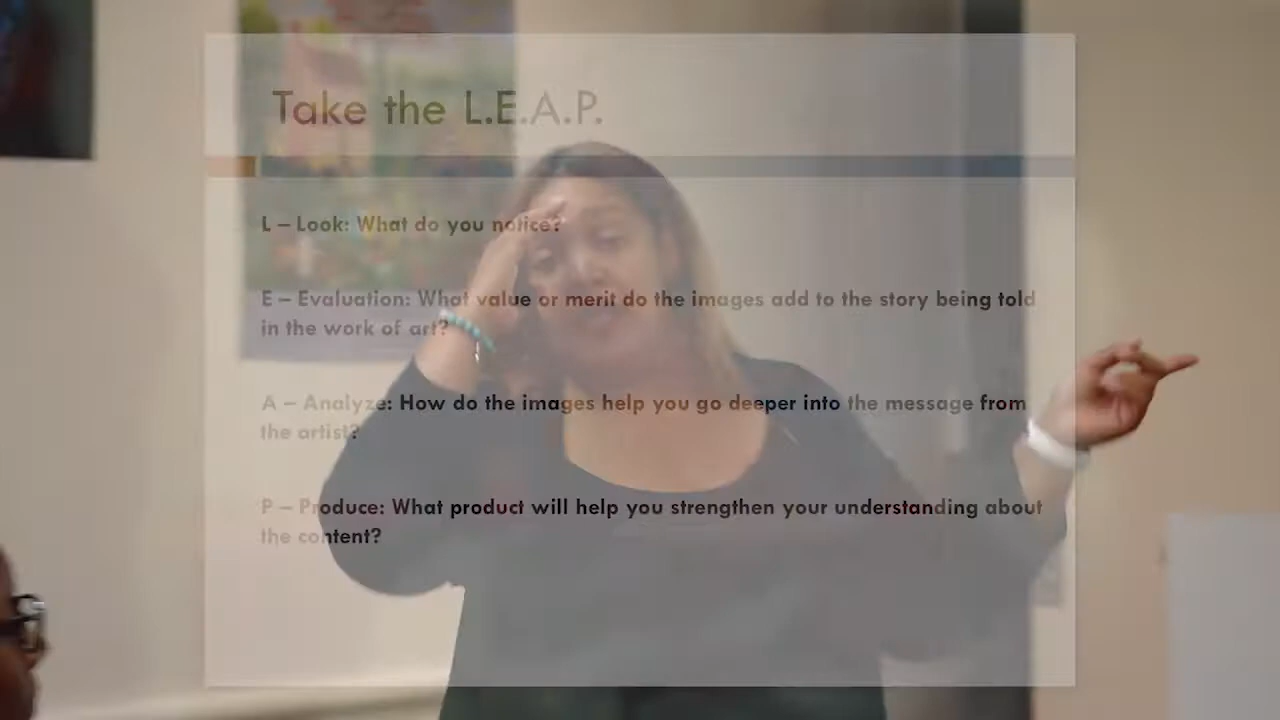 Take the L.E.A.P.
L – Look: What do you notice?
E – Evaluation: What value or merit do the images add to the story being told
in the work of art?
A – Analyze: How do the images help you go deeper into the message from
the artist?
P – Produce: What product will help you strengthen your understanding about
the content?